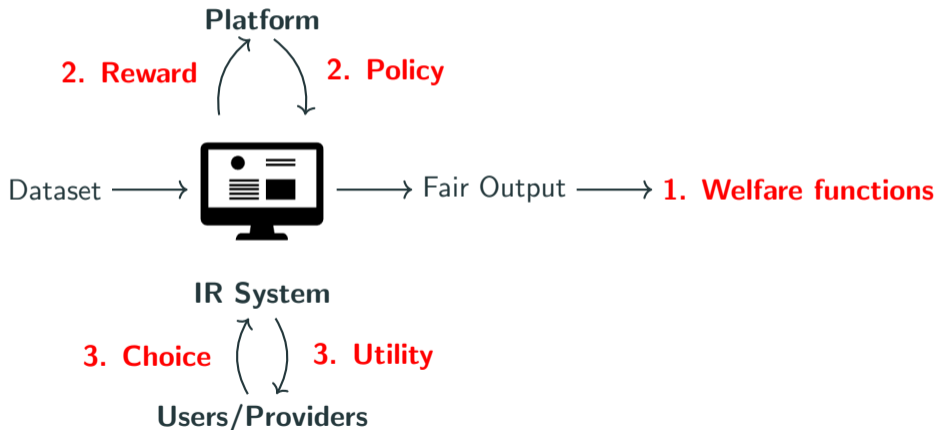 Platform
2. Reward
2. Policy
Dataset
Fair Output
1. Welfare functions
IR System
3. Choice
3. Utility
Users/Providers